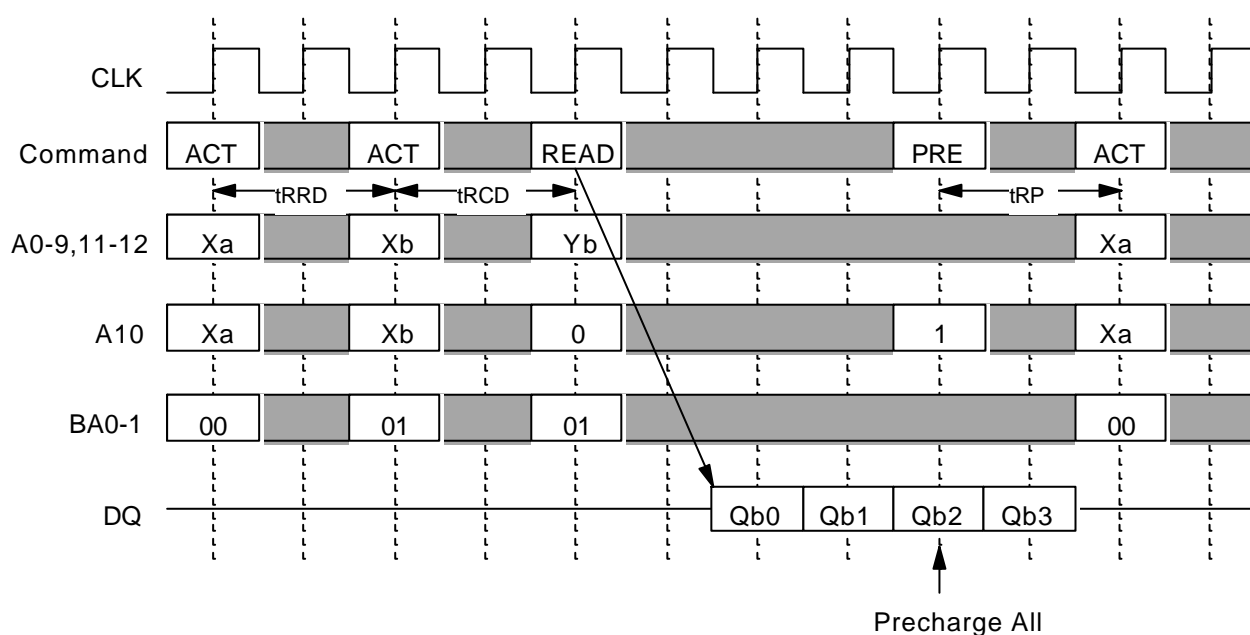 CLK
Command ACT ACT READ PRE ACT
tRRD tRCD tRP
A0-9,11-12 Xa Xb Yb Xa
A10 Xa Xb 0 1 Xa
BA0-1 00 01 01 00
DQ Qb0 Qb1 Qb2 Qb3
Precharge All